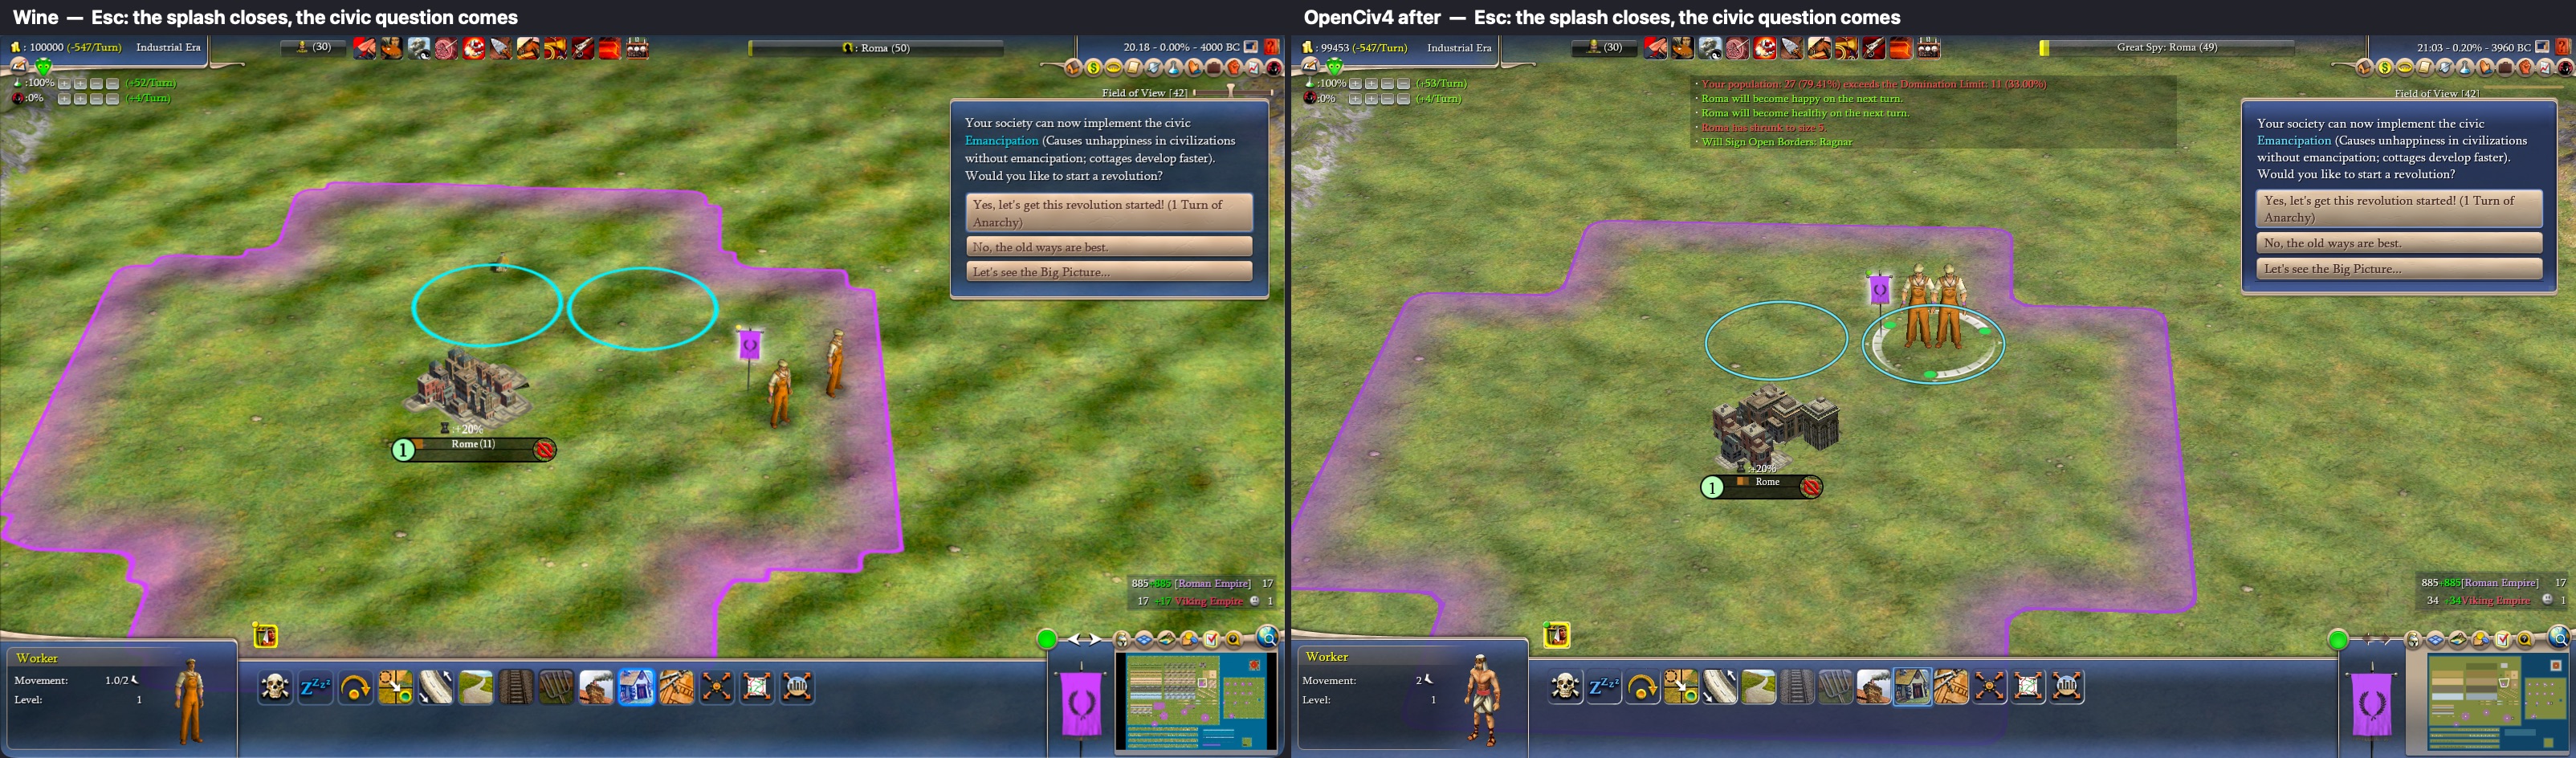 Wine — Esc: the splash closes, the civic question comes
: 100000 (-547/Turn)
Industrial Era
(30)
: Roma (50)
20.18 - 0.00% - 4000 BC
:100%
(+52/Turn)
:0%
(+4/Turn)
Field of View [42]
Your society can now implement the civic
Emancipation (Causes unhappiness in civilizations
without emancipation; cottages develop faster).
Would you like to start a revolution?
Yes, let's get this revolution started! (1 Turn of
Anarchy)
No, the old ways are best.
Let's see the Big Picture...
:+20%
1
Rome (11)
885+885 [Roman Empire] 17
17 +17 Viking Empire 1
Worker
Movement: 1.0/2
Level: 1
ZZzz
OpenCiv4 after — Esc: the splash closes, the civic question comes
: 99453 (-547/Turn)
Industrial Era
(30)
Great Spy: Roma (49)
21:03 - 0.20% - 3960 BC
:100%
(+53/Turn)
:0%
(+4/Turn)
Field of View [42]
· Your population: 27 (79.41%) exceeds the Domination Limit: 11 (33.00%)
· Roma will become happy on the next turn.
· Roma will become healthy on the next turn.
· Roma has shrunk to size 5.
· Will Sign Open Borders: Ragnar
Your society can now implement the civic
Emancipation (Causes unhappiness in civilizations
without emancipation; cottages develop faster).
Would you like to start a revolution?
Yes, let's get this revolution started! (1 Turn of
Anarchy)
No, the old ways are best.
Let's see the Big Picture...
:+20%
1
Rome
885+885[Roman Empire] 17
34 +34Viking Empire 1
Worker
Movement: 2
Level: 1
ZZzz